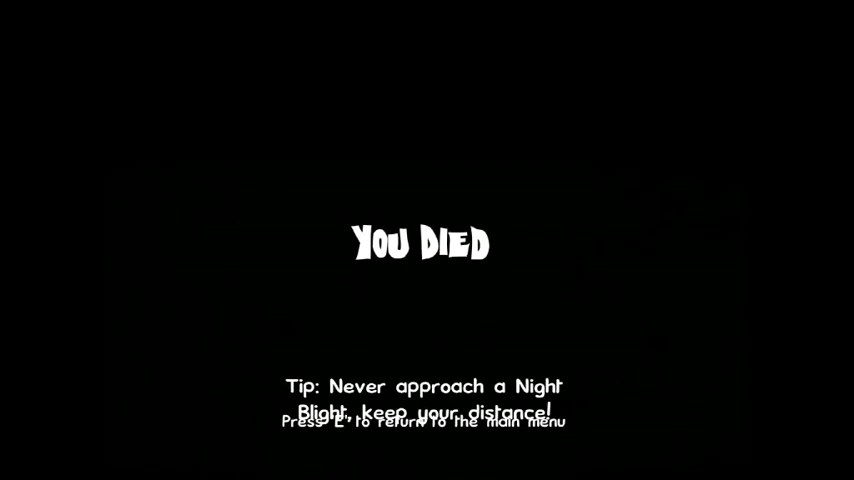 YOU DIED
Tip: Never approach a Night
Blight, keep your distance!
Press 'E' to return to the main menu